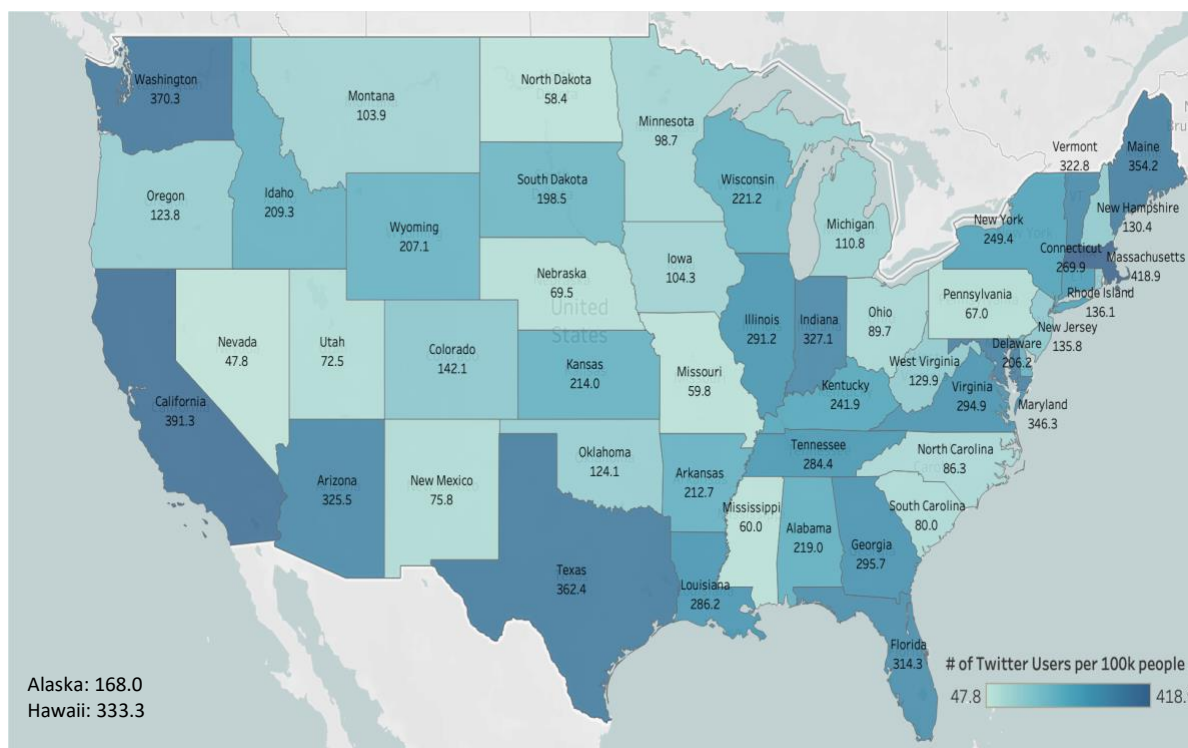 Washington
370.3
Montana
103.9
North Dakota
58.4
Minnesota
98.7
Vermont
322.8
Maine
354.2
Oregon
123.8
Idaho
209.3
Wyoming
207.1
South Dakota
198.5
Wisconsin
221.2
Michigan
110.8
New York
249.4
New Hampshire
130.4
Connecticut
269.9
Massachusetts
418.9
Nebraska
69.5
Iowa
104.3
Rhode Island
136.1
Pennsylvania
67.0
New Jersey
135.8
United
States
Nevada
47.8
Utah
72.5
Colorado
142.1
Kansas
214.0
Missouri
59.8
Illinois
291.2
Indiana
327.1
Ohio
89.7
West Virginia
129.9
Delaware
206.2
Maryland
346.3
Kentucky
241.9
Virginia
294.9
California
391.3
Arizona
325.5
New Mexico
75.8
Oklahoma
124.1
Arkansas
212.7
Tennessee
284.4
North Carolina
86.3
South Carolina
80.0
Mississippi
60.0
Alabama
219.0
Georgia
295.7
Texas
362.4
Louisiana
286.2
Florida
314.3
Alaska: 168.0
Hawaii: 333.3
# of Twitter Users per 100k people
47.8